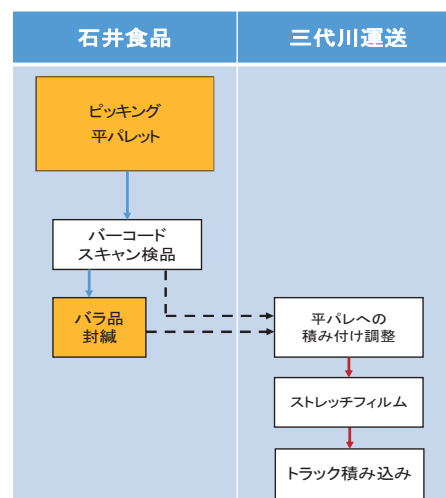 石井食品
三代川運送
ピッキング
平パレット
バーコード
スキャン検品
バラ品
封緘
平パレへの
積み付け調整
ストレッチフィルム
トラック積み込み